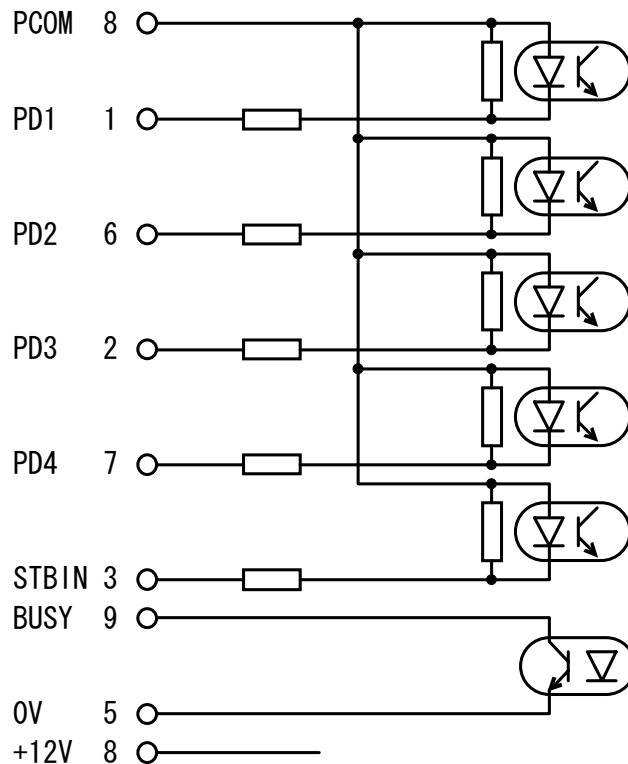 PCOM 8
PD1 1
PD2 6
PD3 2
PD4 7
STBIN 3
BUSY 9
0V 5
+12V 8